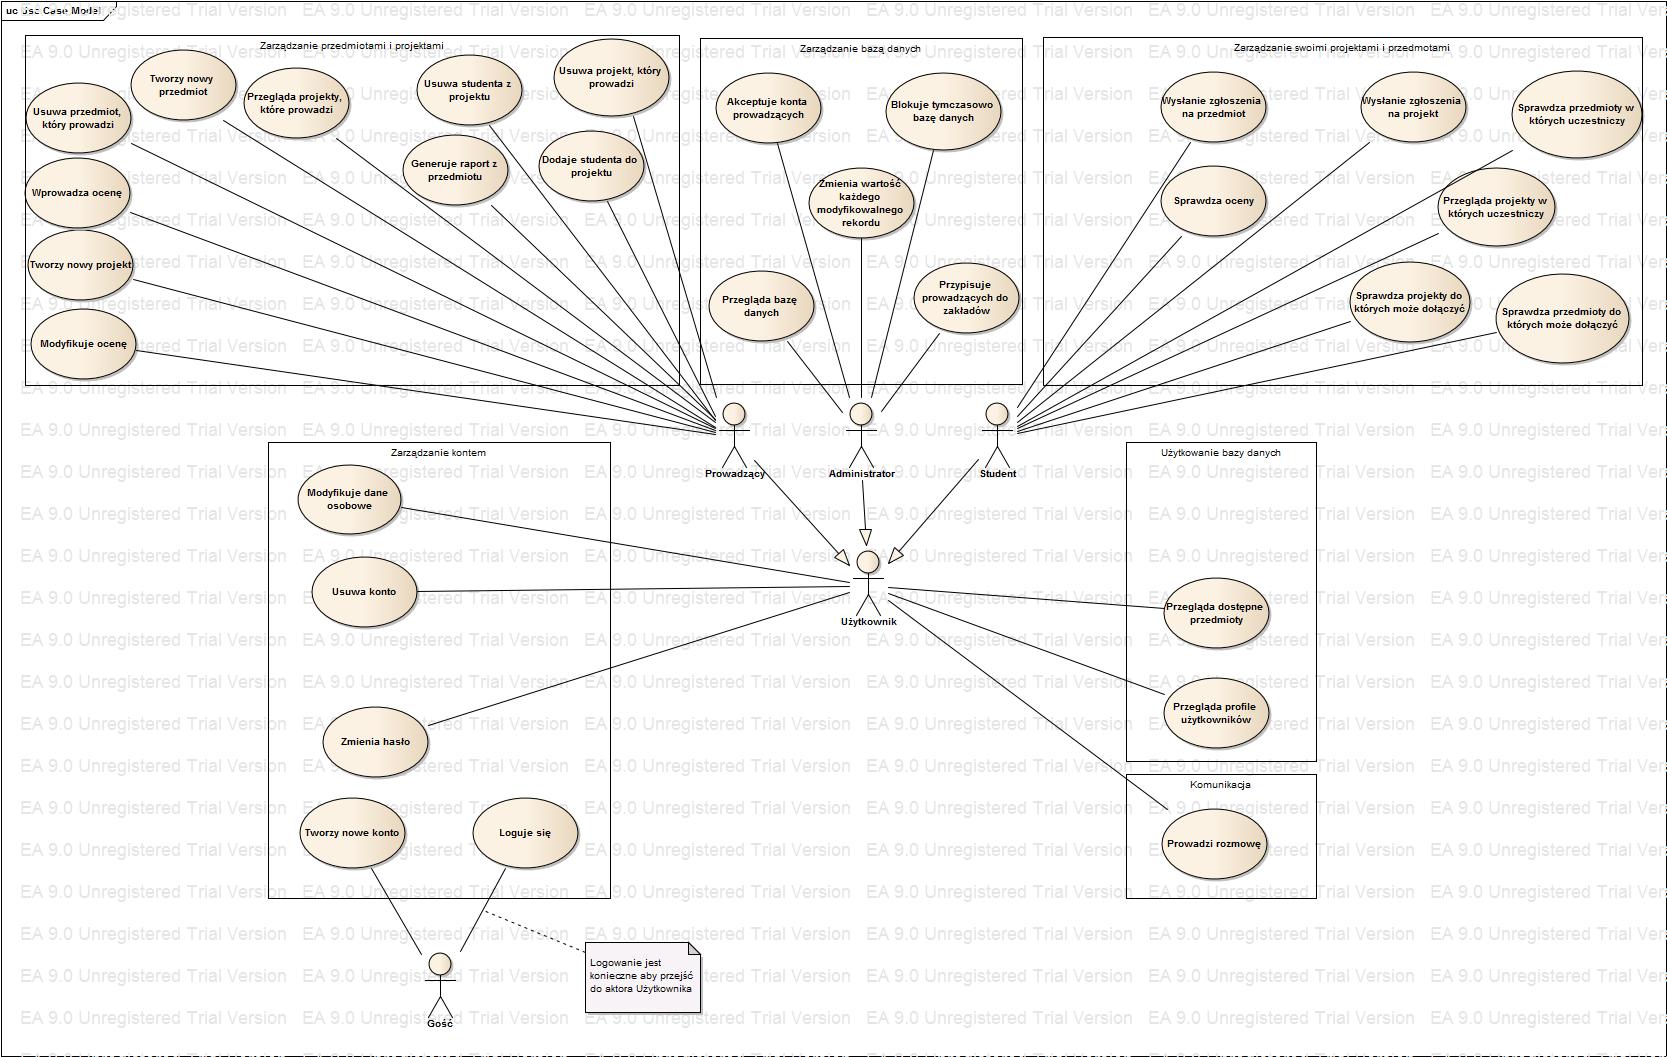 uc Use Case Model
Zarządzanie przedmiotami i projektami
Usuwa przedmiot,
który prowadzi
Tworzy nowy
przedmiot
Przegląda projekty,
które prowadzi
Usuwa studenta z
projektu
Usuwa projekt, który
prowadzi
Generuje raport z
przedmiotu
Dodaje studenta do
projektu
Wprowadza ocenę
Tworzy nowy projekt
Modyfikuje ocenę
Zarządzanie bazą danych
Akceptuje konta
prowadzących
Blokuje tymczasowo
bazę danych
Zmienia wartość
każdego
modyfikowalnego
rekordu
Przegląda bazę
danych
Przypisuje
prowadzących do
zakładów
Zarządzanie swoimi projektami i przedmotami
Wysłanie zgłoszenia
na przedmiot
Wysłanie zgłoszenia
na projekt
Sprawdza przedmioty w
których uczestniczy
Sprawdza oceny
Przegląda projekty w
których uczestniczy
Sprawdza projekty do
których może dołączyć
Sprawdza przedmioty do
których może dołączyć
Prowadzący
Administrator
Student
Zarządzanie kontem
Modyfikuje dane
osobowe
Usuwa konto
Zmienia hasło
Tworzy nowe konto
Loguje się
Użytkownik
Użytkowanie bazy danych
Przegląda dostępne
przedmioty
Przegląda profile
użytkowników
Komunikacja
Prowadzi rozmowę
Logowanie jest
konieczne aby przejść
do aktora Użytkownika
Gość
EA 9.0 Unregistered Trial Version